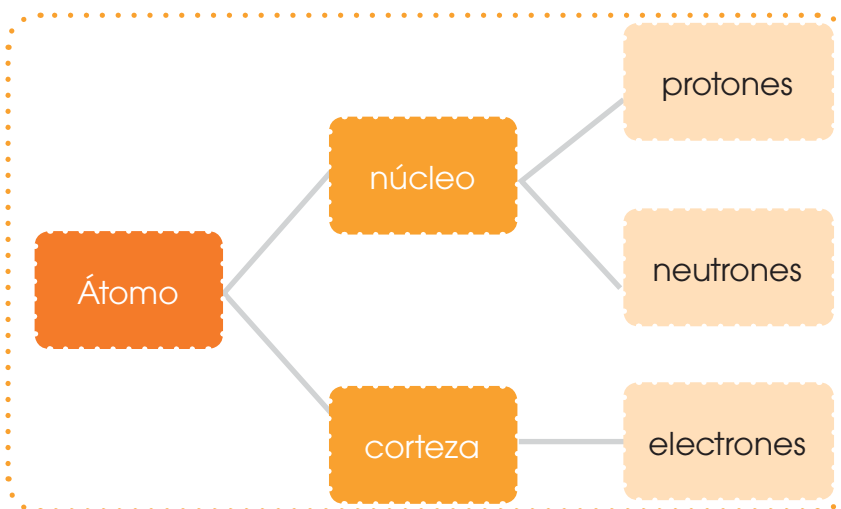 Átomo
núcleo
protones
neutrones
corteza
electrones